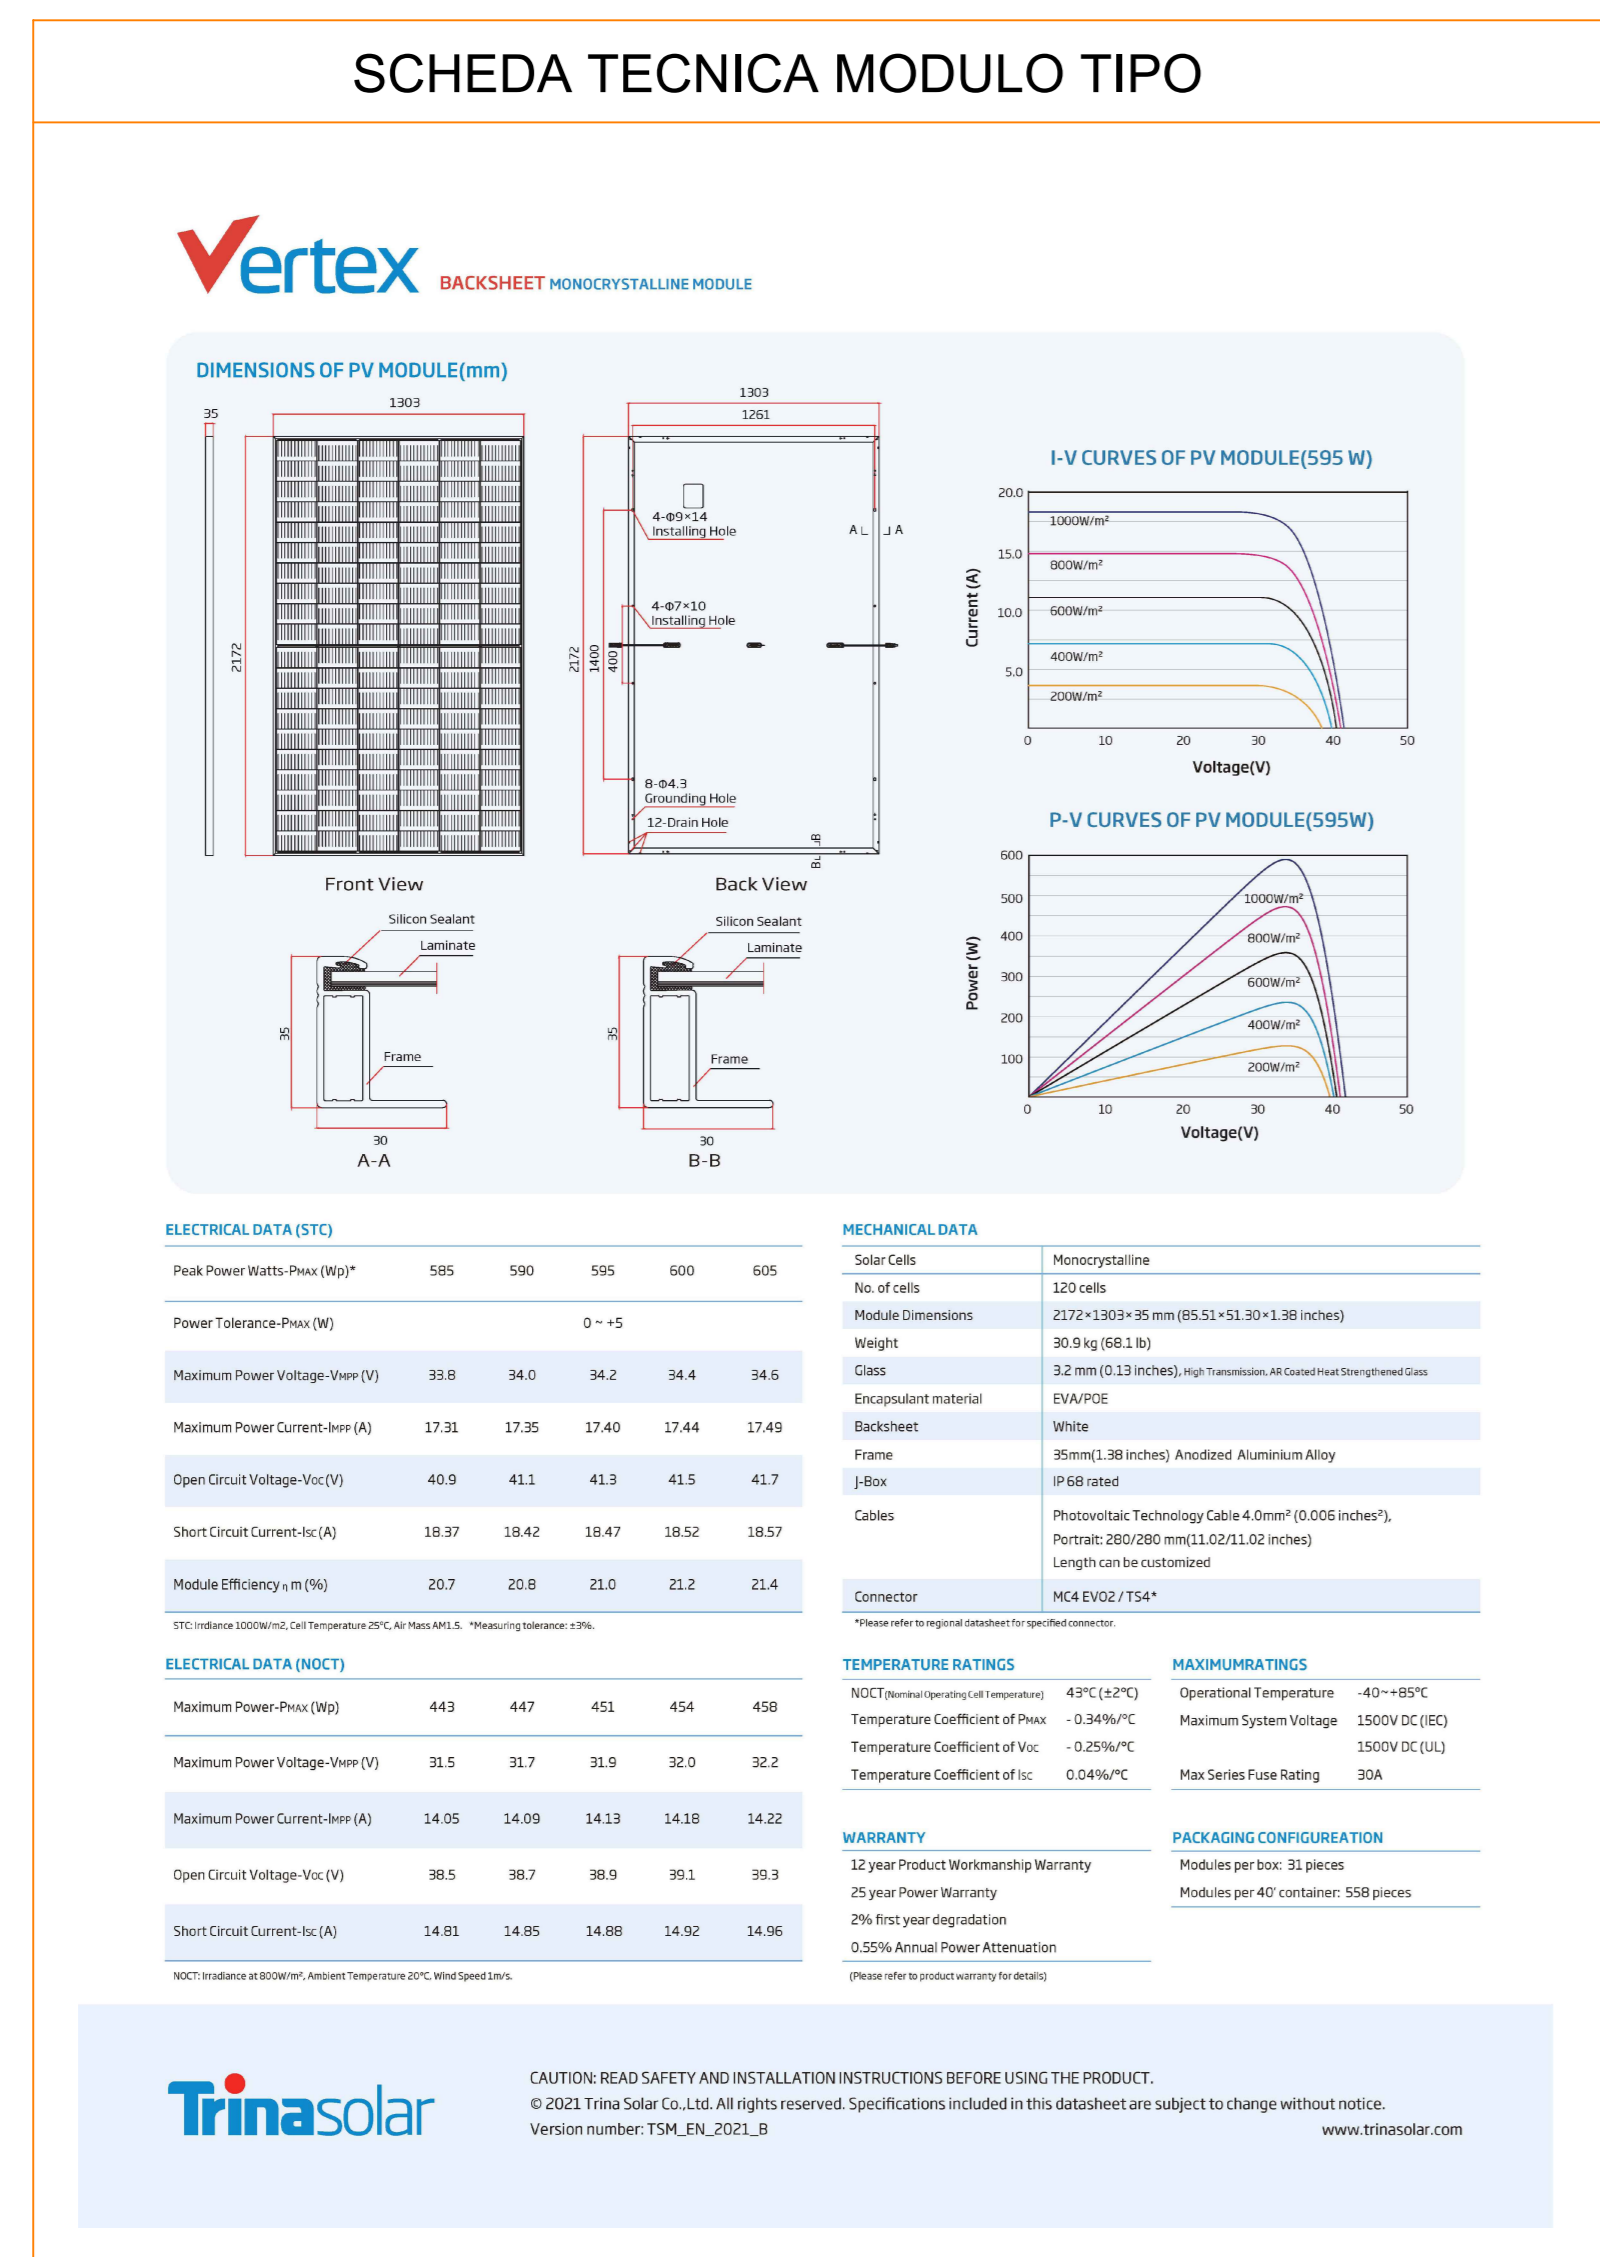 SCHEDA TECNICA MODULO TIPO
Vertex BACKSHEET MONOCRYSTALLINE MODULE
DIMENSIONS OF PV MODULE(mm)
35
1303
2172
Front View
1303
1261
4-Φ9×14
Installing Hole
A A
4-Φ7×10
Installing Hole
2172
1400
400
8-Φ4.3
Grounding Hole
12-Drain Hole
B B
Back View
Silicon Sealant
Laminate
35
Frame
30
A-A
Silicon Sealant
Laminate
35
Frame
30
B-B
I-V CURVES OF PV MODULE(595 W)
Current (A)
20.0
15.0
10.0
5.0
1000W/m²
800W/m²
600W/m²
400W/m²
200W/m²
0 10 20 30 40 50
Voltage(V)
P-V CURVES OF PV MODULE(595W)
Power (W)
600
500
400
300
200
100
1000W/m²
800W/m²
600W/m²
400W/m²
200W/m²
0 10 20 30 40 50
Voltage(V)
ELECTRICAL DATA (STC)
Peak Power Watts-PMAX (Wp)* 585 590 595 600 605
Power Tolerance-PMAX (W) 0 ~ +5
Maximum Power Voltage-VMPP (V) 33.8 34.0 34.2 34.4 34.6
Maximum Power Current-IMPP (A) 17.31 17.35 17.40 17.44 17.49
Open Circuit Voltage-VOC (V) 40.9 41.1 41.3 41.5 41.7
Short Circuit Current-ISC (A) 18.37 18.42 18.47 18.52 18.57
Module Efficiency η m (%) 20.7 20.8 21.0 21.2 21.4
STC: Irrdiance 1000W/m2, Cell Temperature 25°C, Air Mass AM1.5. *Measuring tolerance: ±3%.
ELECTRICAL DATA (NOCT)
Maximum Power-PMAX (Wp) 443 447 451 454 458
Maximum Power Voltage-VMPP (V) 31.5 31.7 31.9 32.0 32.2
Maximum Power Current-IMPP (A) 14.05 14.09 14.13 14.18 14.22
Open Circuit Voltage-VOC (V) 38.5 38.7 38.9 39.1 39.3
Short Circuit Current-ISC (A) 14.81 14.85 14.88 14.92 14.96
NOCT: Irradiance at 800W/m², Ambient Temperature 20°C, Wind Speed 1m/s.
MECHANICAL DATA
Solar Cells Monocrystalline
No. of cells 120 cells
Module Dimensions 2172×1303×35 mm (85.51×51.30×1.38 inches)
Weight 30.9 kg (68.1 lb)
Glass 3.2 mm (0.13 inches), High Transmission, AR Coated Heat Strengthened Glass
Encapsulant material EVA/POE
Backsheet White
Frame 35mm(1.38 inches) Anodized Aluminium Alloy
J-Box IP 68 rated
Cables Photovoltaic Technology Cable 4.0mm² (0.006 inches²),
Portrait: 280/280 mm(11.02/11.02 inches)
Length can be customized
Connector MC4 EVO2 / TS4*
*Please refer to regional datasheet for specified connector.
TEMPERATURE RATINGS
NOCT(Nominal Operating Cell Temperature) 43°C (±2°C)
Temperature Coefficient of PMAX - 0.34%/°C
Temperature Coefficient of VOC - 0.25%/°C
Temperature Coefficient of ISC 0.04%/°C
MAXIMUMRATINGS
Operational Temperature -40~+85°C
Maximum System Voltage 1500V DC (IEC)
1500V DC (UL)
Max Series Fuse Rating 30A
WARRANTY
12 year Product Workmanship Warranty
25 year Power Warranty
2% first year degradation
0.55% Annual Power Attenuation
(Please refer to product warranty for details)
PACKAGING CONFIGUREATION
Modules per box: 31 pieces
Modules per 40' container: 558 pieces
Trinasolar
CAUTION: READ SAFETY AND INSTALLATION INSTRUCTIONS BEFORE USING THE PRODUCT.
© 2021 Trina Solar Co.,Ltd. All rights reserved. Specifications included in this datasheet are subject to change without notice.
Version number: TSM_EN_2021_B www.trinasolar.com